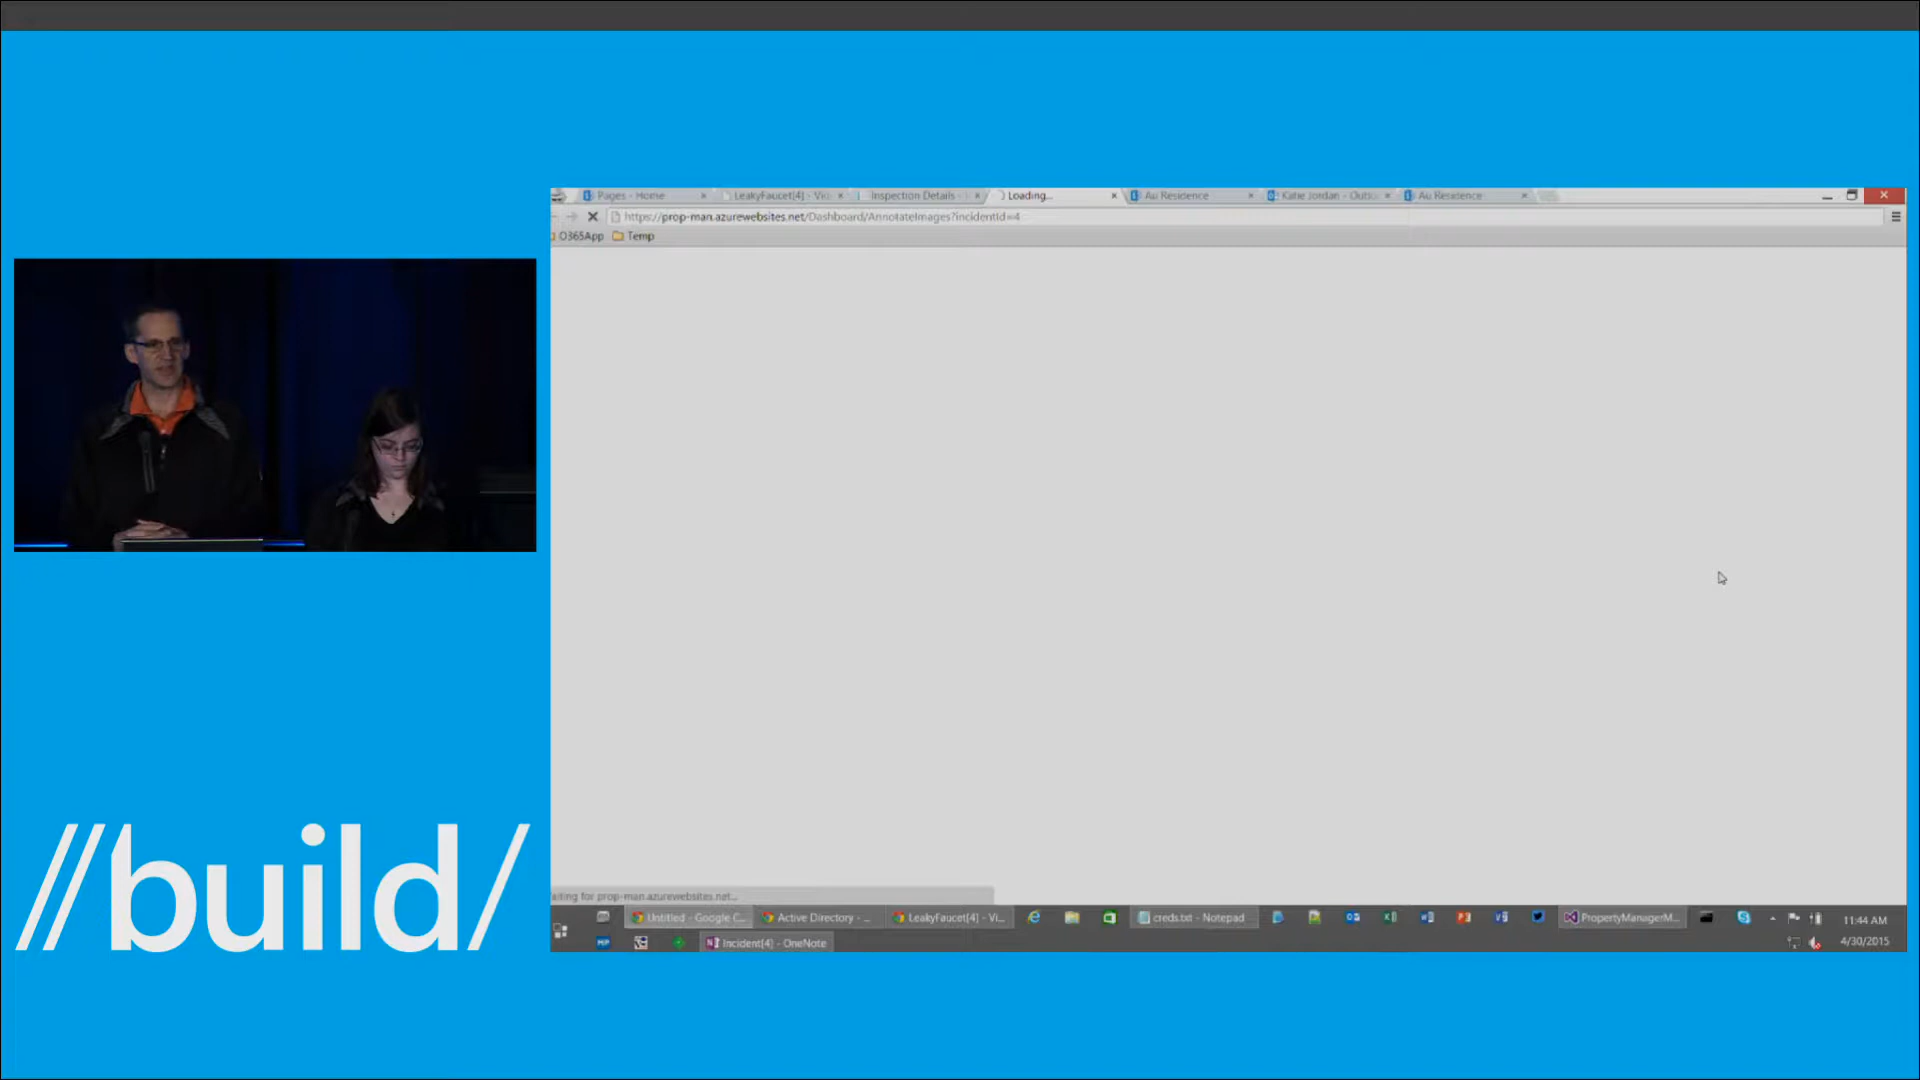 Pages - Home
LeakyFaucet[4] - Vi
Inspection Details -
Loading...
Au Residence
Katie Jordan - Outl
Au Residence
https://prop-man.azurewebsites.net/Dashboard/AnnotateImages?incidentId=4
O365App
Temp
aiting for prop-man.azurewebsites.net...
Untitled - Google C...
Active Directory - ...
LeakyFaucet[4] - Vi...
creds.txt - Notepad
PropertyManagerM...
11:44 AM
Incident[4] - OneNote
4/30/2015
//build/